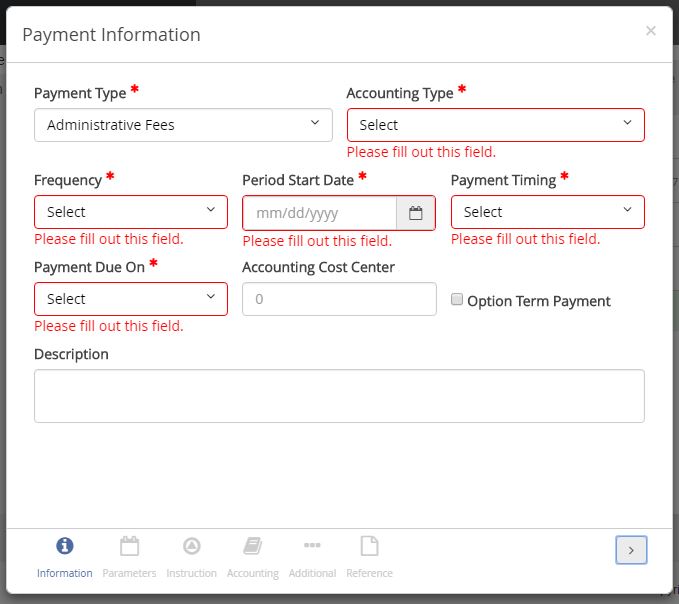 Payment Information
Payment Type *
Accounting Type *
Administrative Fees
Select
Please fill out this field.
Frequency *
Period Start Date *
Payment Timing *
Select
mm/dd/yyyy
Select
Please fill out this field.
Please fill out this field.
Please fill out this field.
Payment Due On *
Accounting Cost Center
Select
0
Option Term Payment
Please fill out this field.
Description
Information
Parameters
Instruction
Accounting
Additional
Reference